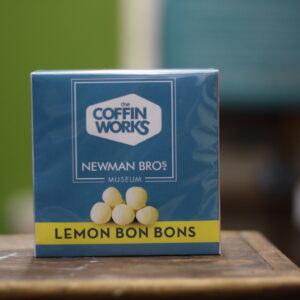 the
COFFIN
WORKS
NEWMAN BROS
MUSEUM
LEMON BON BONS